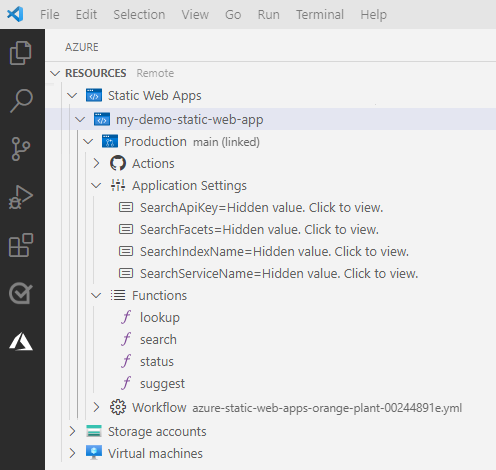 File Edit Selection View Go Run Terminal Help
AZURE
RESOURCES Remote
Static Web Apps
my-demo-static-web-app
Production main (linked)
Actions
Application Settings
SearchApiKey=Hidden value. Click to view.
SearchFacets=Hidden value. Click to view.
SearchIndexName=Hidden value. Click to view.
SearchServiceName=Hidden value. Click to view.
Functions
lookup
search
status
suggest
Workflow azure-static-web-apps-orange-plant-00244891e.yml
Storage accounts
Virtual machines